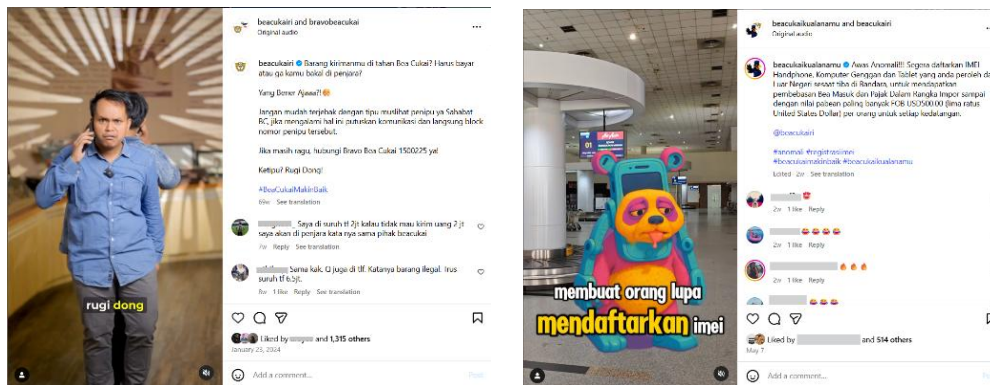 beacukairi and bravobeacukai
Original audio
beacukairi Barang kirimanmu di tahan Bea Cukai? Harus bayar
atau ga kamu bakal di penjara?
Yang Bener Ajaaa?!
Jangan mudah terjebak dengan tipu muslihat penipu ya Sahabat
BC, jika mengalami hal ini putuskan komunikasi dan langsung block
nomor penipu tersebut.
Jika masih ragu, hubungi Bravo Bea Cukai 1500225 ya!
Ketipu? Rugi Dong!
#BeaCukaiMakinBaik
69w See translation
Saya di suruh tf 2jt kalau tidak mau kirim uang 2 jt
saya akan di penjara kata nya sama pihak beacukai
7w Reply See translation
Sama kak. Q juga di tlf. Katanya barang ilegal. Trus
suruh tf 6.5jt.
8w 1 like Reply See translation
rugi dong
Liked by and 1,315 others
January 23, 2024
Add a comment...
Post
beacukaikualanamu and beacukairi
Original audio
beacukaikualanamu Awas Anomali!!! Segera daftarkan IMEI
Handphone, Komputer Genggam dan Tablet yang anda peroleh dari
Luar Negeri sesaat tiba di Bandara, untuk mendapatkan
pembebasan Bea Masuk dan Pajak Dalam Rangka Impor sampai
dengan nilai pabean paling banyak FOB USD500.00 (lima ratus
United States Dollar) per orang untuk setiap kedatangan.
@beacukairi
#anomali #registrasiimei
#beacukaimakinbaik #beacukaikualanamu
Edited 2w See translation
2w 1 like Reply
2w 1 like Reply
2w 1 like Reply
01
membuat orang lupa
mendaftarkan imei
Liked by and 514 others
May 7
Add a comment...